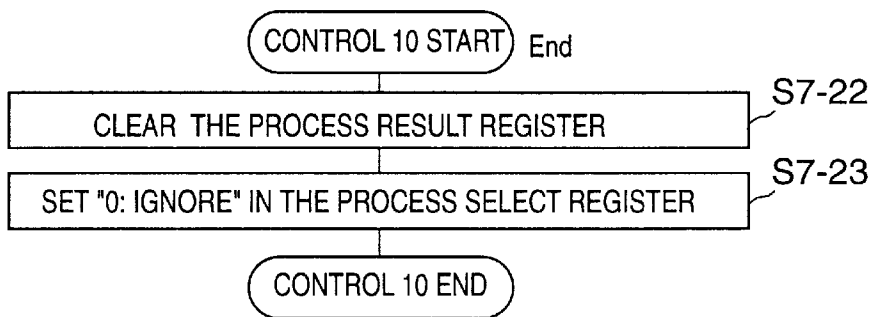 CONTROL 10 START End
S7-22
CLEAR THE PROCESS RESULT REGISTER
S7-23
SET "0: IGNORE" IN THE PROCESS SELECT REGISTER
CONTROL 10 END